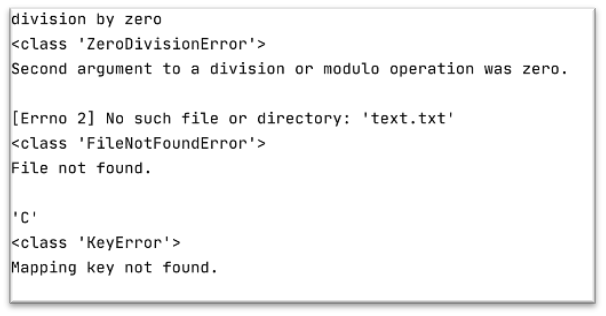 division by zero
<class 'ZeroDivisionError'>
Second argument to a division or modulo operation was zero.
[Errno 2] No such file or directory: 'text.txt'
<class 'FileNotFoundError'>
File not found.
'C'
<class 'KeyError'>
Mapping key not found.